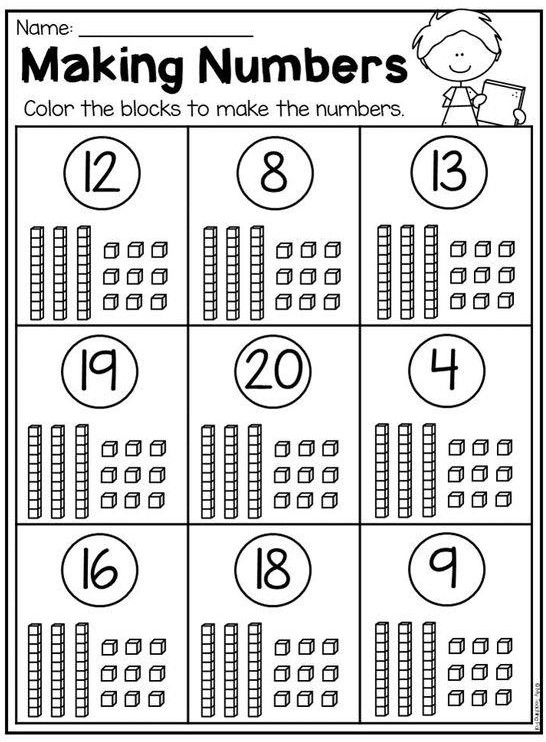 Name: ____________________
Making Numbers
Color the blocks to make the numbers.
12 8 13
19 20 4
16 18 9